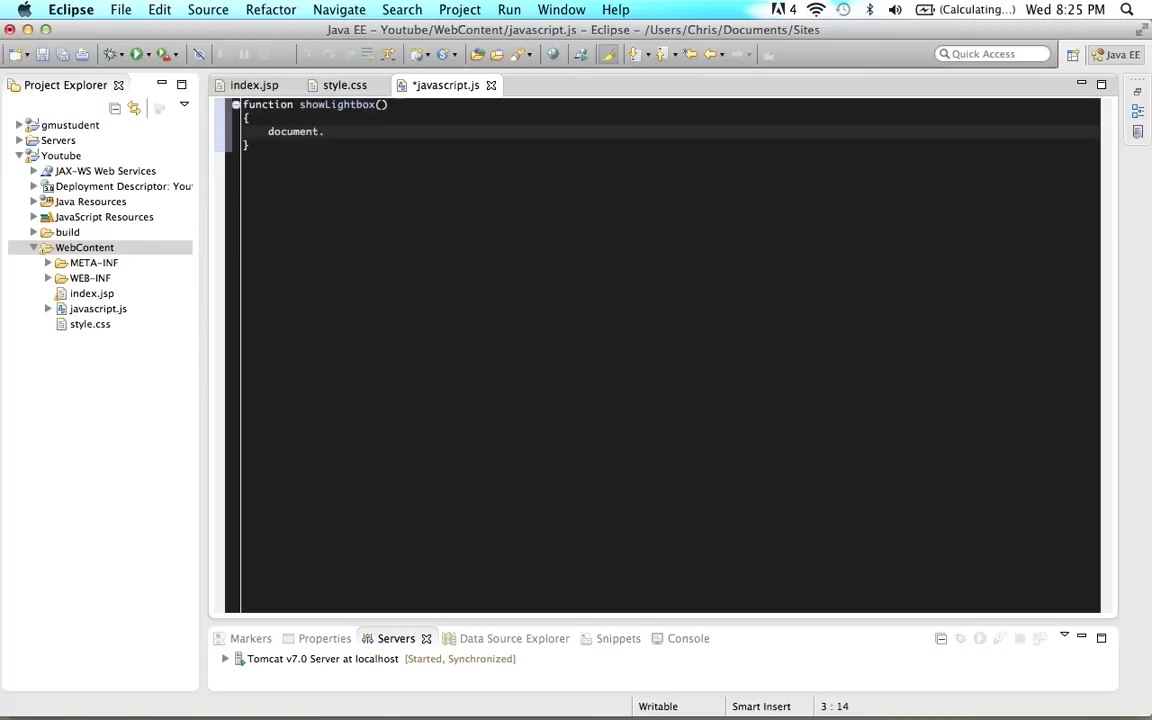 Eclipse File Edit Source Refactor Navigate Search Project Run Window Help 4 (Calculating...) Wed 8:25 PM
Java EE - Youtube/WebContent/javascript.js - Eclipse - /Users/Chris/Documents/Sites
Quick Access Java EE
Project Explorer
index.jsp style.css *javascript.js
gmustudent
Servers
Youtube
JAX-WS Web Services
Deployment Descriptor: You
Java Resources
JavaScript Resources
build
WebContent
META-INF
WEB-INF
index.jsp
javascript.js
style.css
function showLightbox()
{
document.
}
Markers Properties Servers Data Source Explorer Snippets Console
Tomcat v7.0 Server at localhost [Started, Synchronized]
Writable Smart Insert 3 : 14